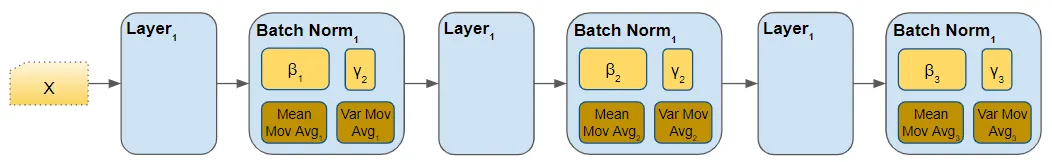 X
Layer₁
Batch Norm₁
β₁
γ₂
Mean
Mov Avg₁
Var Mov
Avg₁
Layer₁
Batch Norm₁
β₂
γ₂
Mean
Mov Avg₂
Var Mov
Avg₂
Layer₁
Batch Norm₁
β₃
γ₃
Mean
Mov Avg₃
Var Mov
Avg₃